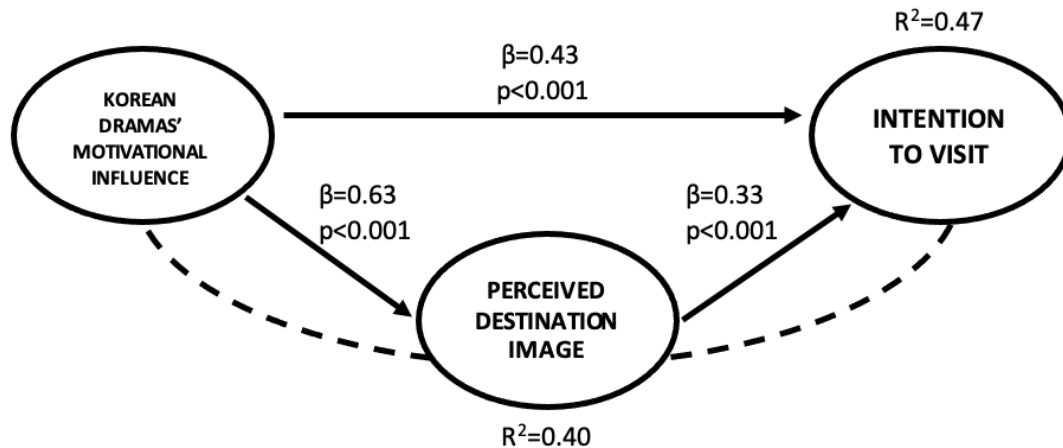 R²=0.47
β=0.43
p<0.001
KOREAN
DRAMAS’
MOTIVATIONAL
INFLUENCE
INTENTION
TO VISIT
β=0.63
p<0.001
β=0.33
p<0.001
PERCEIVED
DESTINATION
IMAGE
R²=0.40